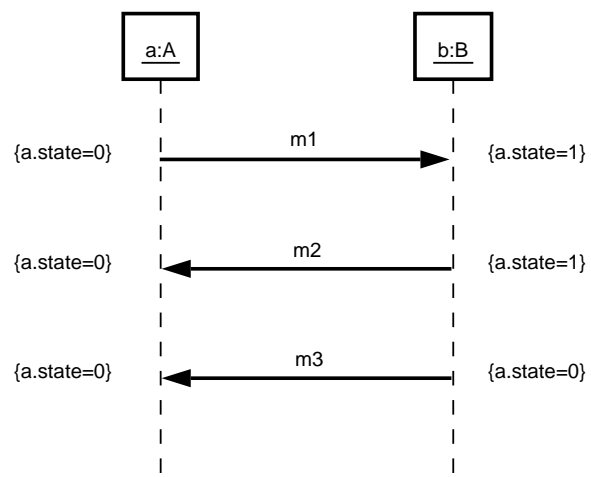 a:A b:B
m1
{a.state=0} {a.state=1}
m2
{a.state=0} {a.state=1}
m3
{a.state=0} {a.state=0}